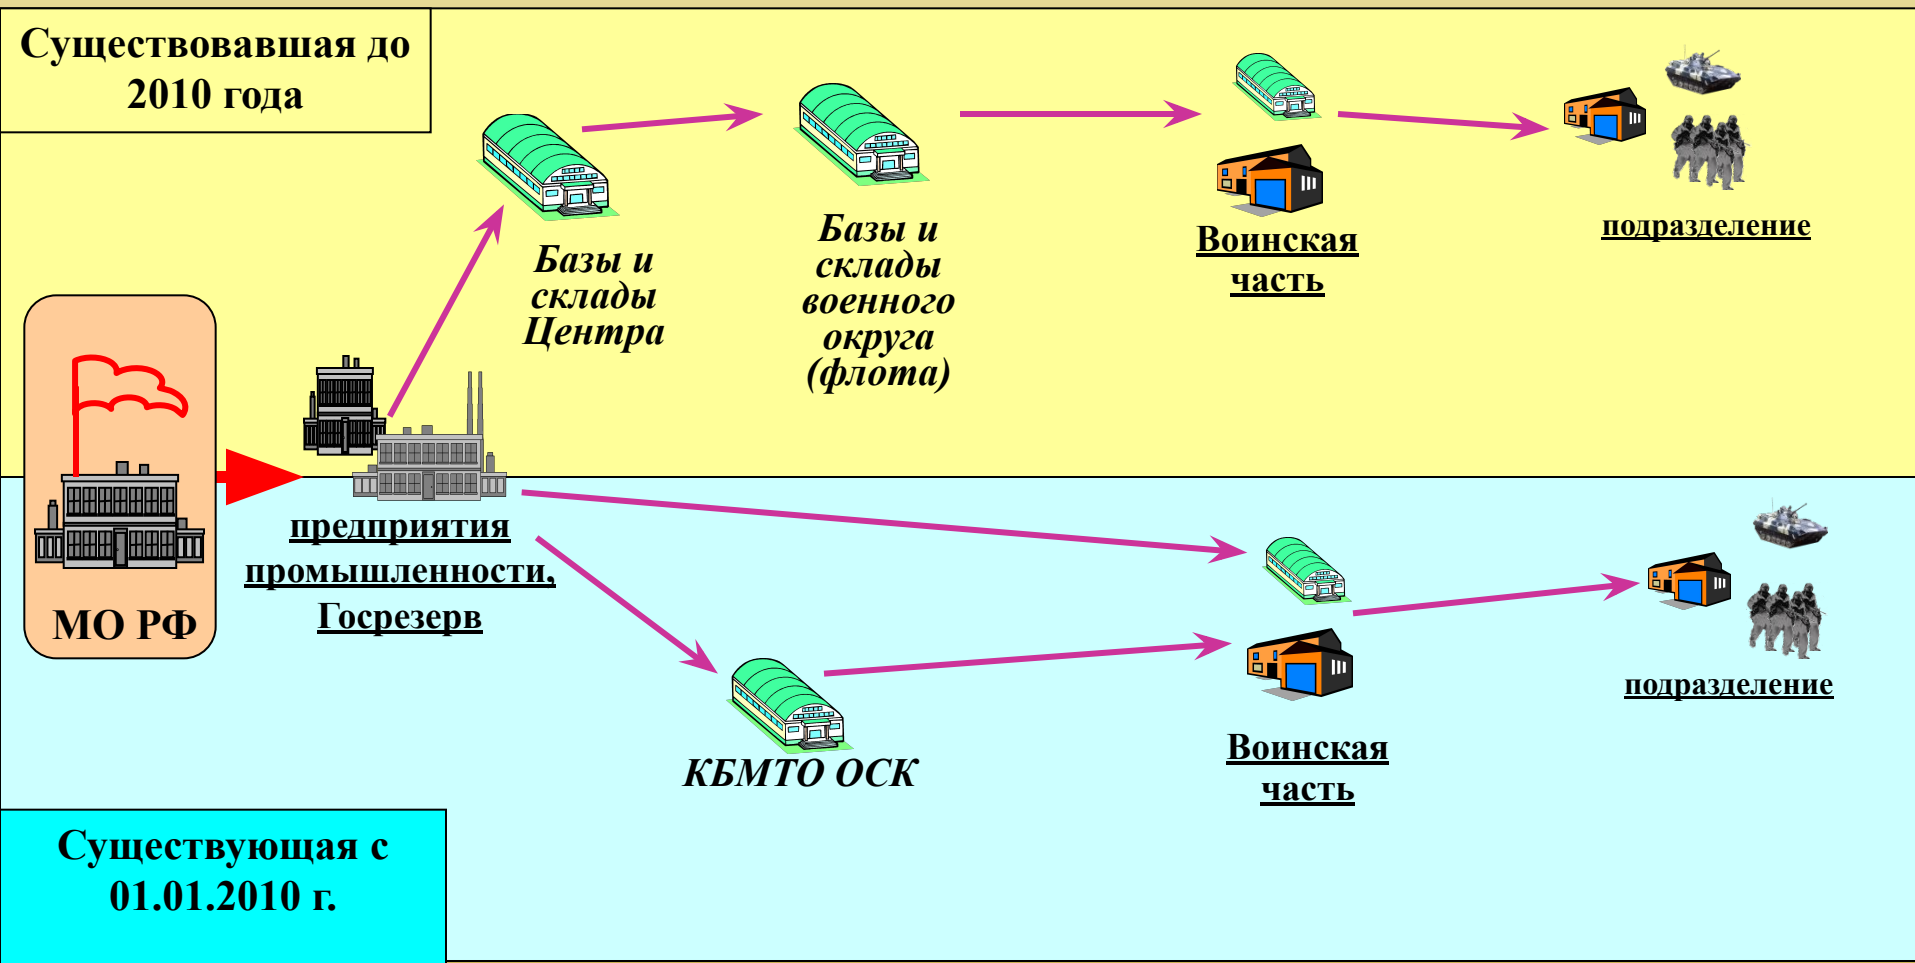 Существовавшая до
2010 года
Базы и
склады
Центра
Базы и
склады
военного
округа
(флота)
Воинская
часть
подразделение
МО РФ
предприятия
промышленности,
Госрезерв
КБМТО ОСК
Воинская
часть
подразделение
Существующая с
01.01.2010 г.